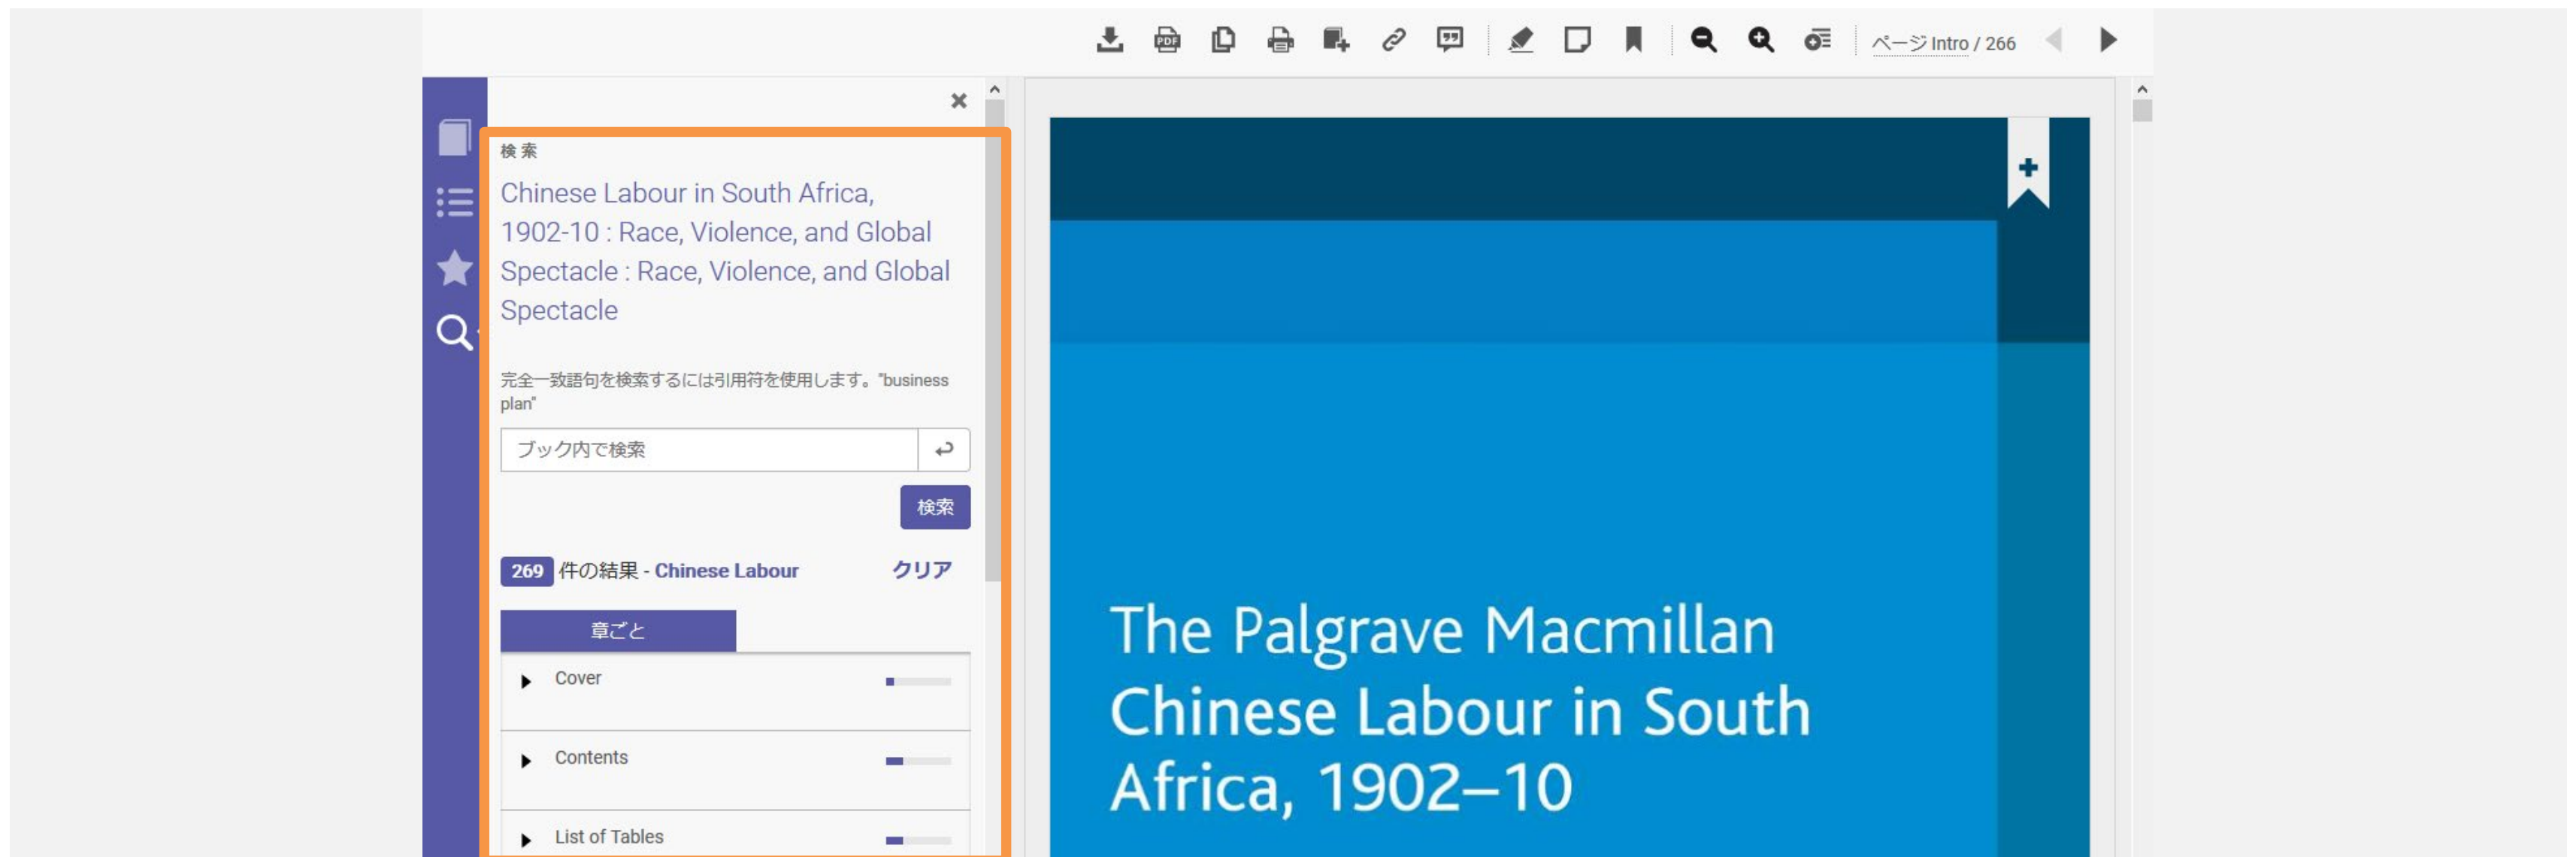 PDF
ページ Intro / 266
検索
Chinese Labour in South Africa,
1902-10 : Race, Violence, and Global
Spectacle : Race, Violence, and Global
Spectacle
完全一致語句を検索するには引用符を使用します。"business
plan"
ブック内で検索
検索
269 件の結果 - Chinese Labour クリア
章ごと
Cover
Contents
List of Tables
The Palgrave Macmillan
Chinese Labour in South
Africa, 1902–10